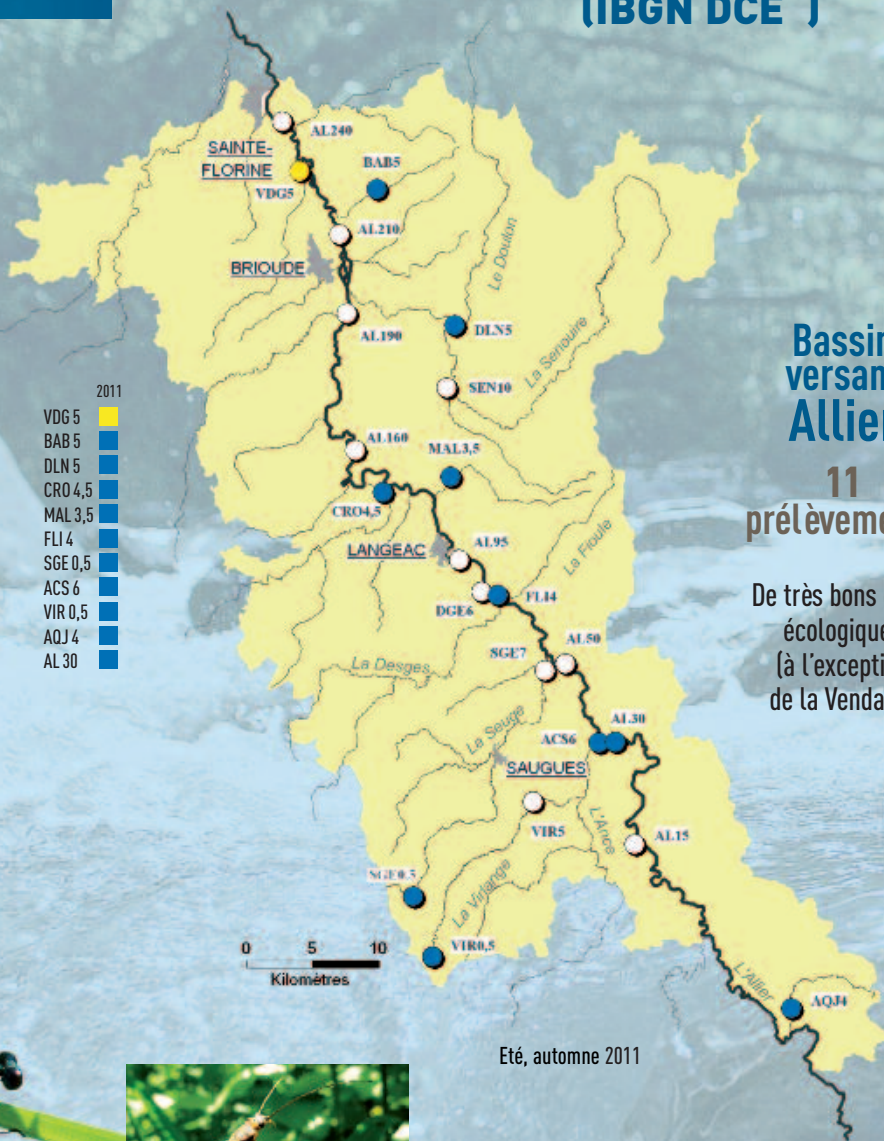 (IBGN DCE )
AL240
SAINTE-
FLORINE
BAB5
VDG5
AL210
Le Doulon
BRIOUDE
AL190
DLN5
La Senouire
SEN10
2011
VDG 5
BAB 5
DLN 5
CRO 4,5
MAL 3,5
FLI 4
SGE 0,5
ACS 6
VIR 0,5
AQJ 4
AL 30
AL160
MAL3,5
CRO4,5
LANGEAC
AL95
La Fioule
DGE6
FLI4
SGE7
AL50
La Desges
La Seuge
ACS6
AL30
SAUGUES
VIR5
L'Ance
AL15
SGE0.5
La Virlange
VIR0,5
0 5 10
Kilomètres
L'Allier
AQJ4
Eté, automne 2011
Bassin
versan
Allier
11
prélèveme
De très bons
écologique
(à l'excepti
de la Venda